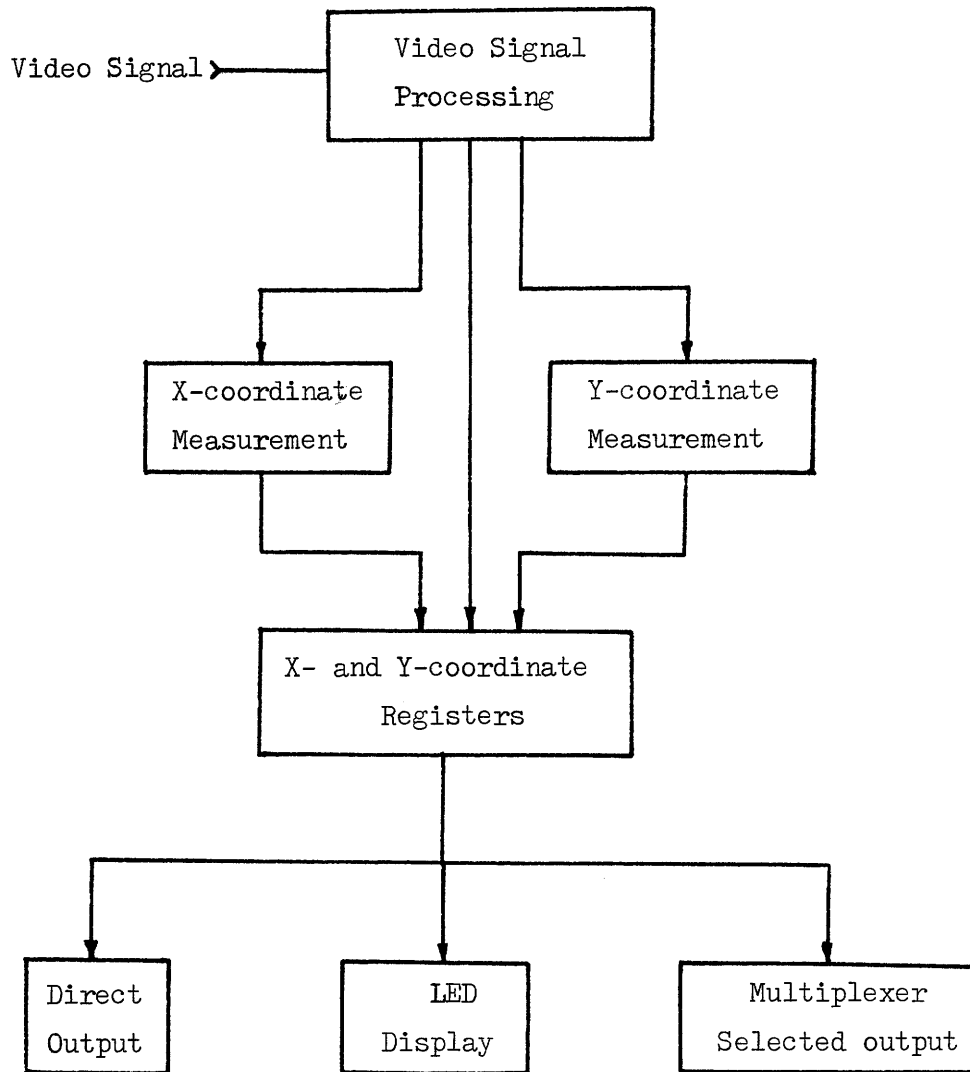 Video Signal
Processing
Video Signal
X-coordinate
Measurement
Y-coordinate
Measurement
X- and Y-coordinate
Registers
Direct
Output
LED
Display
Multiplexer
Selected output